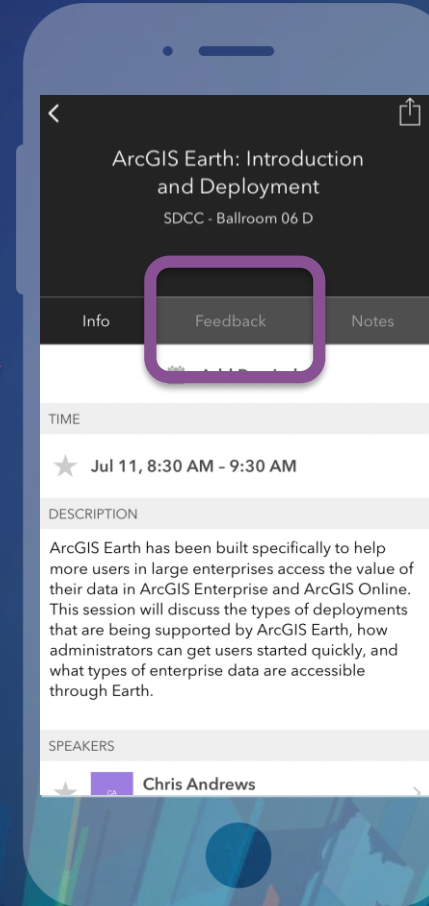 ArcGIS Earth: Introduction
and Deployment
SDCC - Ballroom 06 D
Info Feedback Notes
TIME
Jul 11, 8:30 AM – 9:30 AM
DESCRIPTION
ArcGIS Earth has been built specifically to help
more users in large enterprises access the value of
their data in ArcGIS Enterprise and ArcGIS Online.
This session will discuss the types of deployments
that are being supported by ArcGIS Earth, how
administrators can get users started quickly, and
what types of enterprise data are accessible
through Earth.
SPEAKERS
CA Chris Andrews